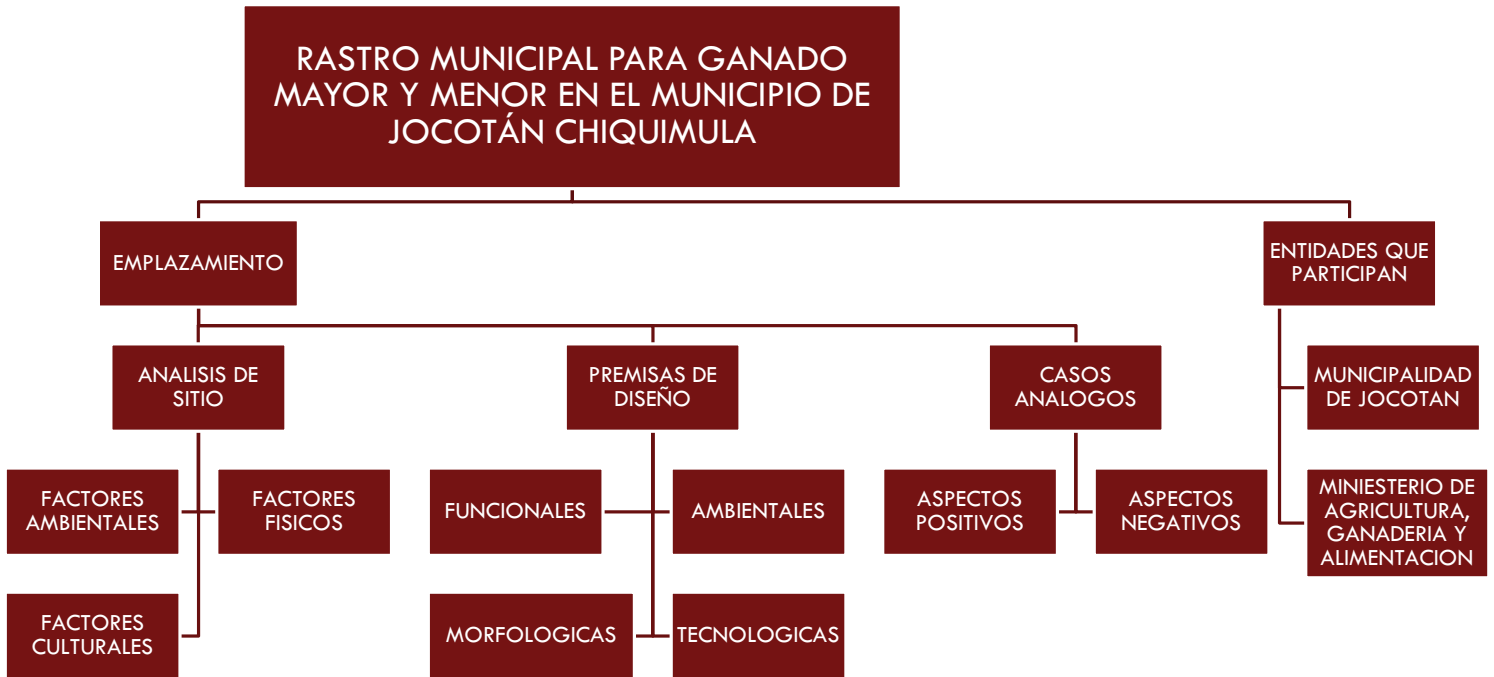 RASTRO MUNICIPAL PARA GANADO
MAYOR Y MENOR EN EL MUNICIPIO DE
JOCOTÁN CHIQUIMULA
EMPLAZAMIENTO
ENTIDADES QUE
PARTICIPAN
ANALISIS DE
SITIO
PREMISAS DE
DISEÑO
CASOS
ANALOGOS
MUNICIPALIDAD
DE JOCOTAN
FACTORES
AMBIENTALES
FACTORES
FISICOS
FUNCIONALES
AMBIENTALES
ASPECTOS
POSITIVOS
ASPECTOS
NEGATIVOS
MINIESTERIO DE
AGRICULTURA,
GANADERIA Y
ALIMENTACION
FACTORES
CULTURALES
MORFOLOGICAS
TECNOLOGICAS